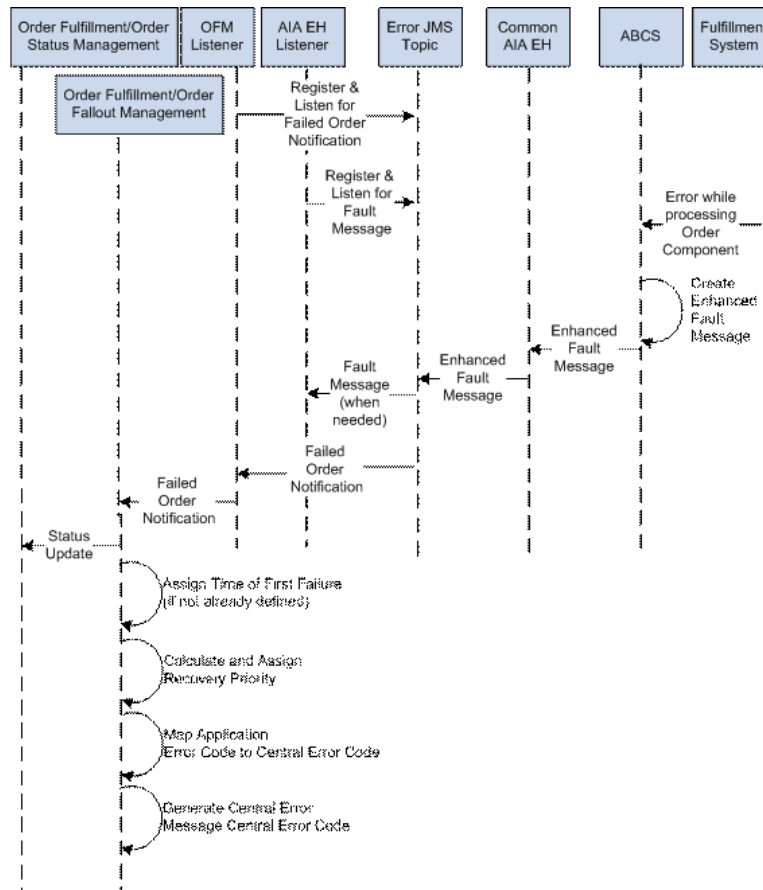 Order Fulfillment/Order
Status Management
OFM
Listener
AIA EH
Listener
Error JMS
Topic
Common
AIA EH
ABCS
Fulfillment
System
Order Fulfillment/Order
Fallout Management
Register &
Listen for
Failed Order
Notification
Register &
Listen for
Fault
Message
Error while
processing
Order
Component
Create
Enhanced
Fault
Message
Enhanced
Fault
Message
Enhanced
Fault
Message
Fault
Message
(when
needed)
Failed
Order
Notification
Failed
Order
Notification
Status
Update
Assign Time of First Failure
(if not already defined)
Calculate and Assign
Recovery Priority
Map Application
Error Code to Central Error Code
Generate Central Error
Message Central Error Code